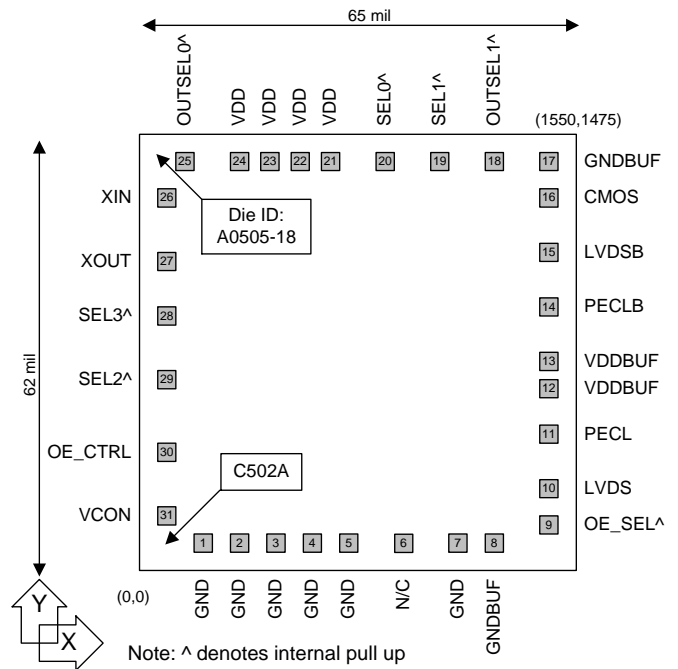 65 mil
OUTSEL0^
VDD
VDD
VDD
VDD
SEL0^
SEL1^
OUTSEL1^
(1550,1475)
25
24
23
22
21
20
19
18
17
GNDBUF
XIN
26
16
CMOS
Die ID:
A0505-18
XOUT
27
15
LVDSB
SEL3^
28
14
PECLB
62 mil
13
VDDBUF
SEL2^
29
12
VDDBUF
OE_CTRL
30
11
PECL
C502A
10
LVDS
VCON
31
9
OE_SEL^
1
2
3
4
5
6
7
8
(0,0)
GND
GND
GND
GND
GND
N/C
GND
GNDBUF
Y
X
Note: ^ denotes internal pull up